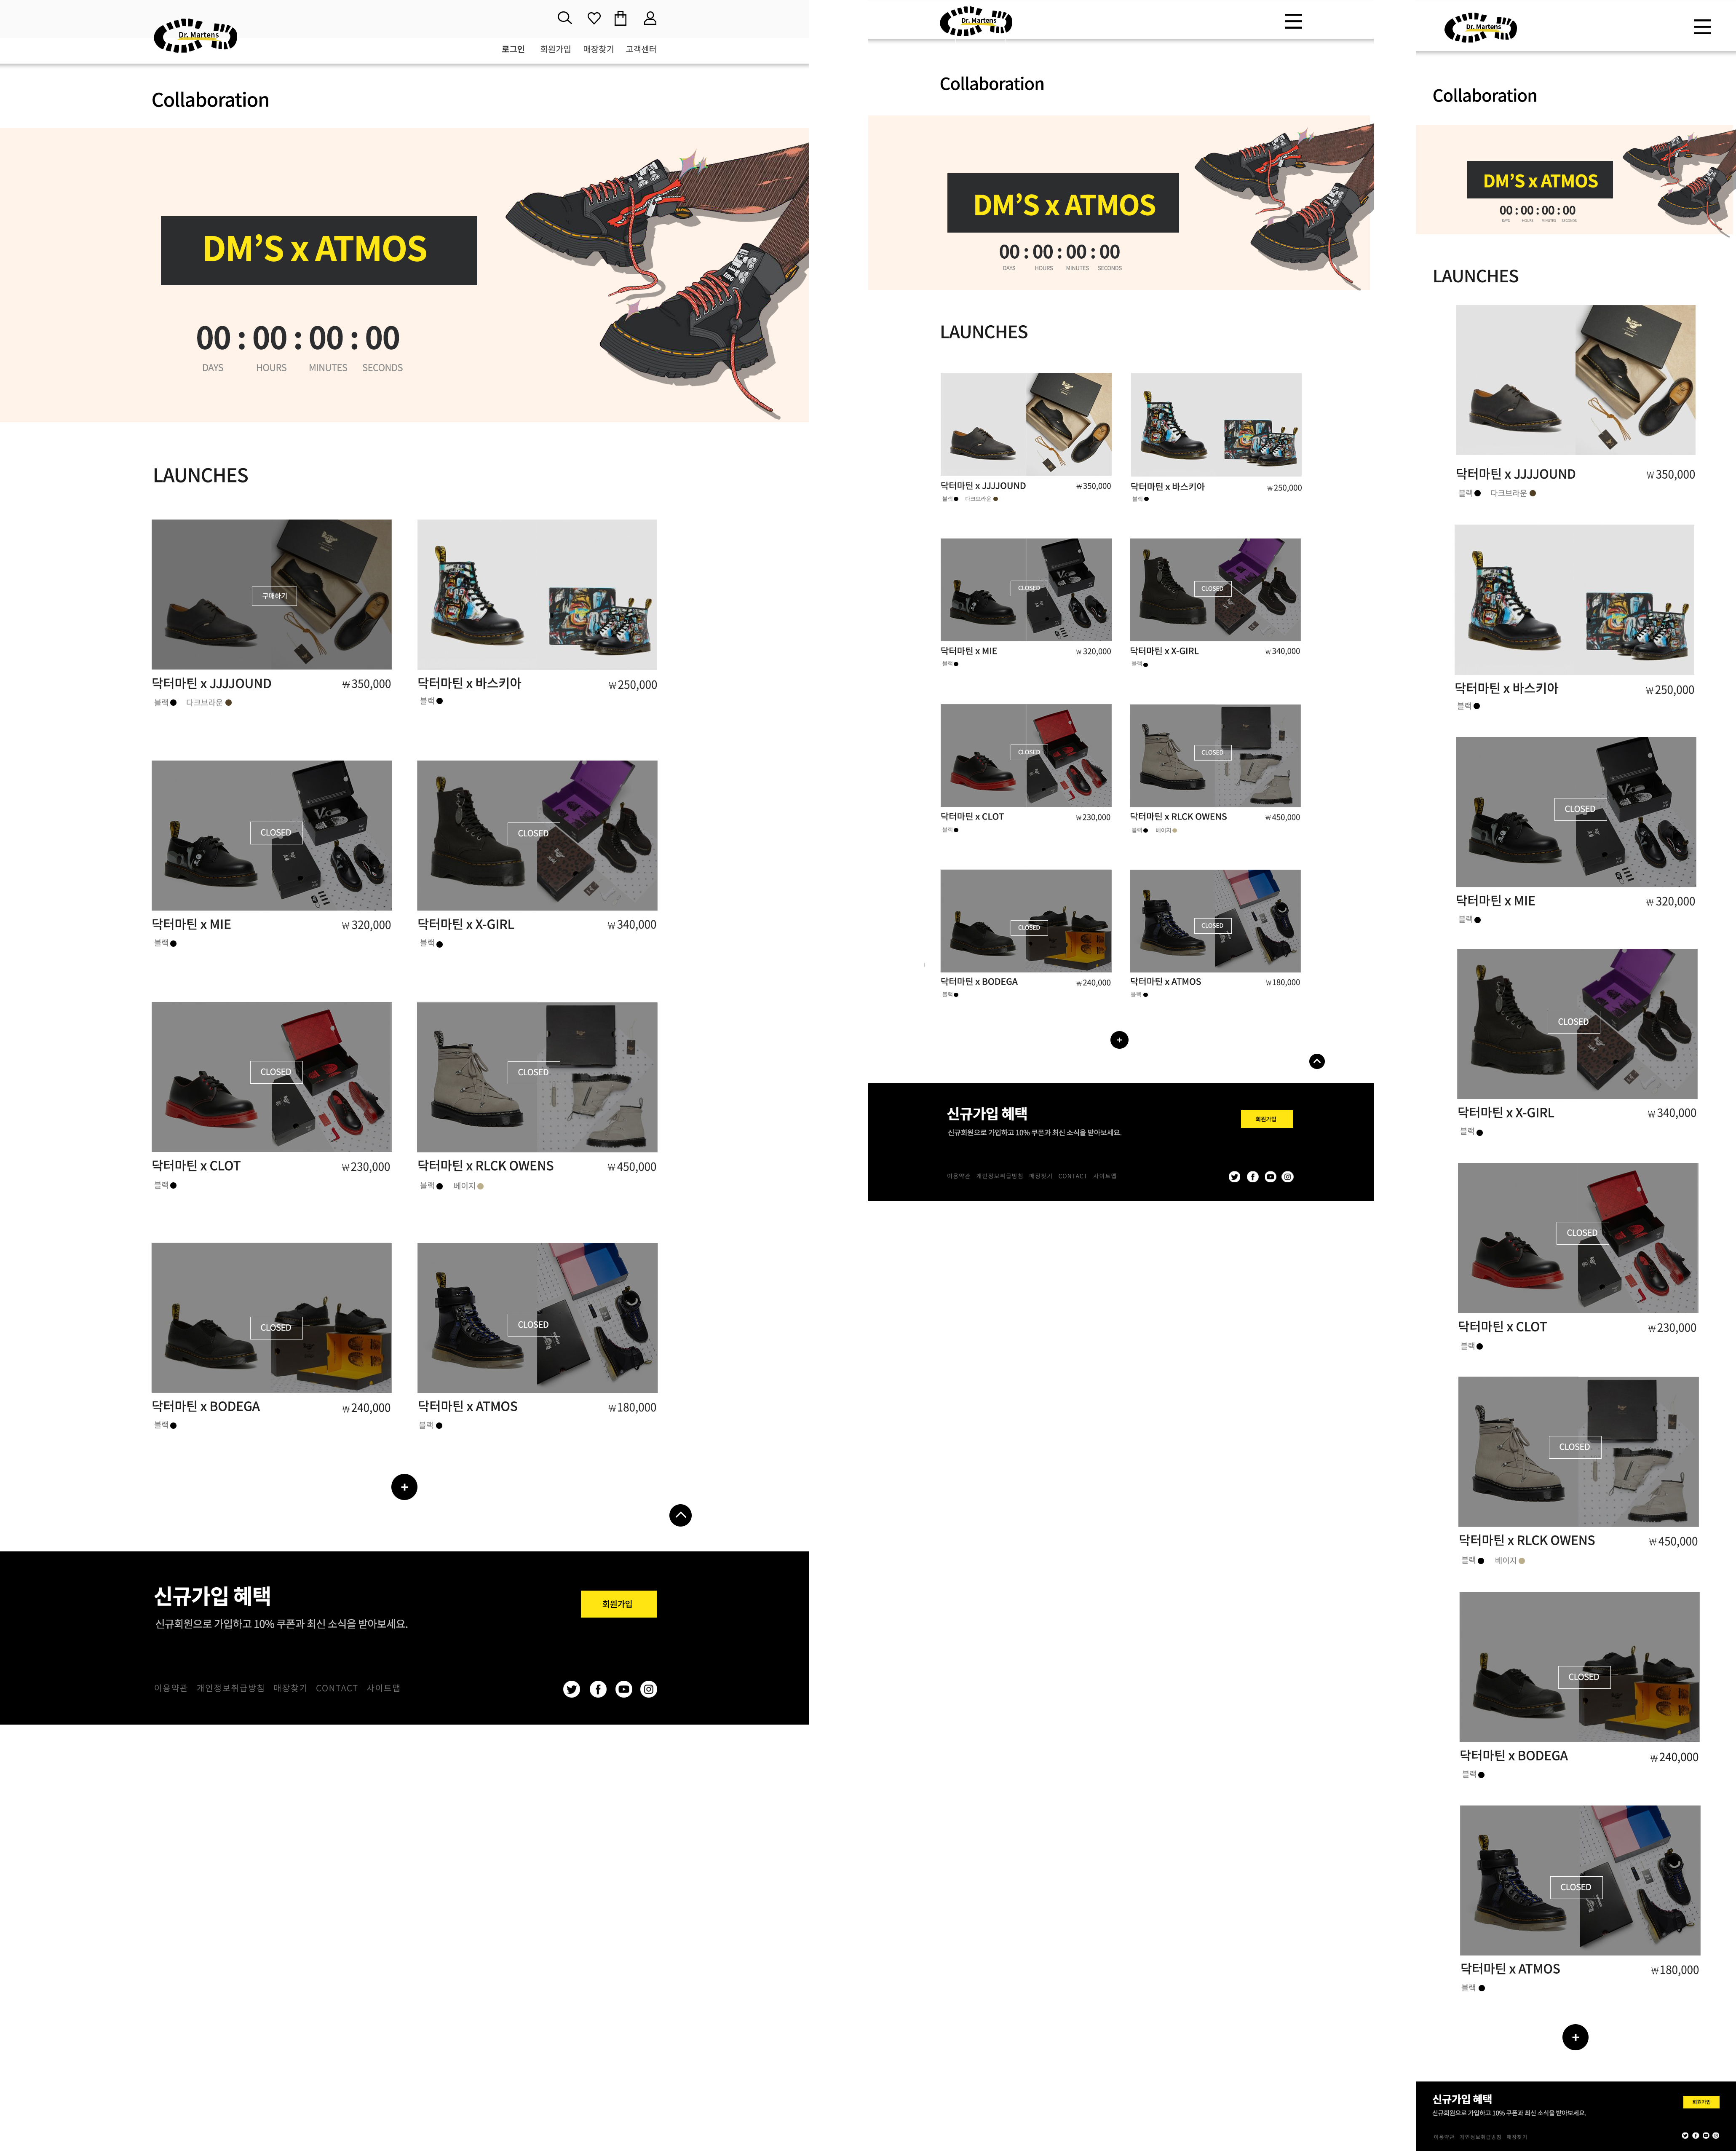 Dr. Martens
로그인 회원가입 매장찾기 고객센터
Collaboration
DM'S x ATMOS
00 : 00 : 00 : 00
DAYS HOURS MINUTES SECONDS
LAUNCHES
구매하기
닥터마틴 x JJJJOUND ₩350,000
블랙 다크브라운
닥터마틴 x 바스키아 ₩250,000
블랙
CLOSED
닥터마틴 x MIE ₩320,000
블랙
CLOSED
닥터마틴 x X-GIRL ₩340,000
블랙
CLOSED
닥터마틴 x CLOT ₩230,000
블랙
CLOSED
닥터마틴 x RLCK OWENS ₩450,000
블랙 베이지
CLOSED
닥터마틴 x BODEGA ₩240,000
블랙
CLOSED
닥터마틴 x ATMOS ₩180,000
블랙
+
신규가입 혜택
신규회원으로 가입하고 10% 쿠폰과 최신 소식을 받아보세요.
회원가입
이용약관 개인정보취급방침 매장찾기 CONTACT 사이트맵
Dr. Martens
Collaboration
DM'S x ATMOS
00 : 00 : 00 : 00
DAYS HOURS MINUTES SECONDS
LAUNCHES
닥터마틴 x JJJJOUND ₩350,000
블랙 다크브라운
닥터마틴 x 바스키아 ₩250,000
블랙
CLOSED
닥터마틴 x MIE ₩320,000
블랙
CLOSED
닥터마틴 x X-GIRL ₩340,000
블랙
CLOSED
닥터마틴 x CLOT ₩230,000
블랙
CLOSED
닥터마틴 x RLCK OWENS ₩450,000
블랙 베이지
CLOSED
닥터마틴 x BODEGA ₩240,000
블랙
CLOSED
닥터마틴 x ATMOS ₩180,000
블랙
+
신규가입 혜택
신규회원으로 가입하고 10% 쿠폰과 최신 소식을 받아보세요.
회원가입
이용약관 개인정보취급방침 매장찾기 CONTACT 사이트맵
Dr. Martens
Collaboration
DM'S x ATMOS
00 : 00 : 00 : 00
DAYS HOURS MINUTES SECONDS
LAUNCHES
닥터마틴 x JJJJOUND ₩350,000
블랙 다크브라운
닥터마틴 x 바스키아 ₩250,000
블랙
CLOSED
닥터마틴 x MIE ₩320,000
블랙
CLOSED
닥터마틴 x X-GIRL ₩340,000
블랙
CLOSED
닥터마틴 x CLOT ₩230,000
블랙
CLOSED
닥터마틴 x RLCK OWENS ₩450,000
블랙 베이지
CLOSED
닥터마틴 x BODEGA ₩240,000
블랙
CLOSED
닥터마틴 x ATMOS ₩180,000
블랙
+
신규가입 혜택
신규회원으로 가입하고 10% 쿠폰과 최신 소식을 받아보세요.
회원가입
이용약관 개인정보취급방침 매장찾기